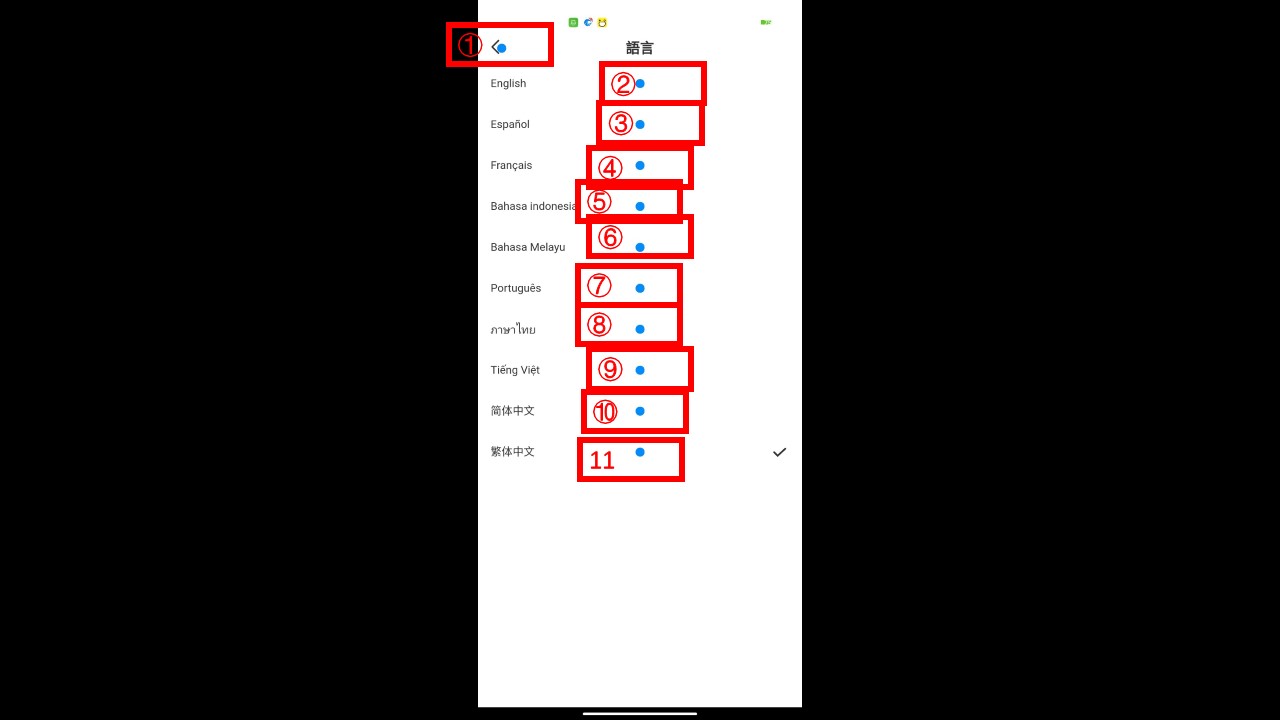 ① 語言
English ②
Español ③
Français ④
Bahasa indonesia ⑤
Bahasa Melayu ⑥
Português ⑦
ภาษาไทย ⑧
Tiếng Việt ⑨
简体中文 ⑩
繁体中文 11